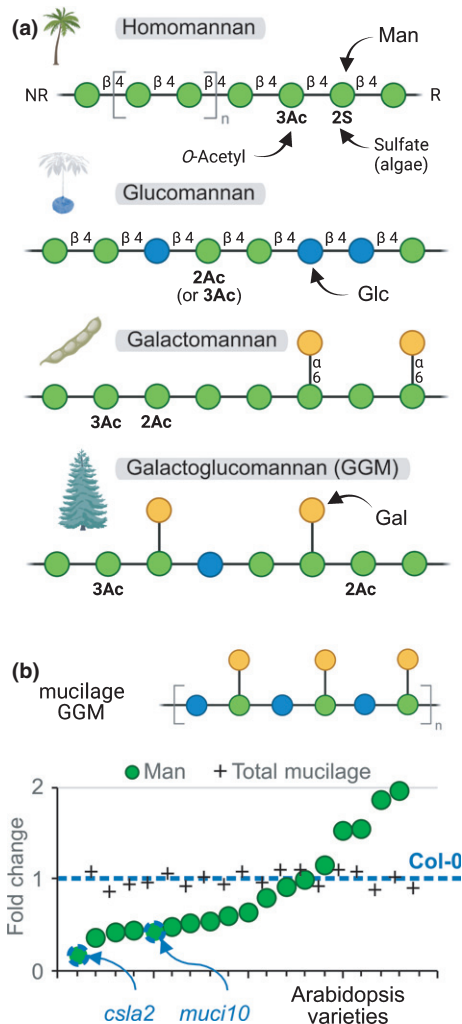 (a)
Homomannan
Man
β 4 β 4 β 4 β 4 β 4 β 4
NR
R
n
3Ac 2S
O-Acetyl
Sulfate
(algae)
Glucomannan
β 4 β 4 β 4 β 4 β 4 β 4 β 4
2Ac
(or 3Ac)
Glc
Galactomannan
α
6
α
6
3Ac 2Ac
Galactoglucomannan (GGM)
Gal
3Ac
2Ac
(b)
mucilage
GGM
n
Man + Total mucilage
2
Fold change
Col-0
1
0
csla2
muci10
Arabidopsis
varieties